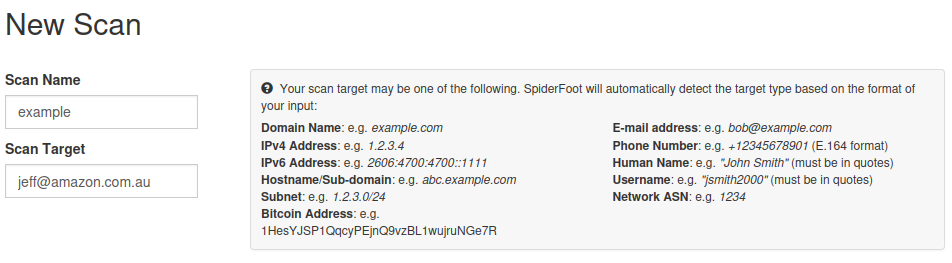 New Scan
Scan Name
example
Scan Target
jeff@amazon.com.au
Your scan target may be one of the following. SpiderFoot will automatically detect the target type based on the format of
your input:
Domain Name: e.g. example.com
IPv4 Address: e.g. 1.2.3.4
IPv6 Address: e.g. 2606:4700:4700::1111
Hostname/Sub-domain: e.g. abc.example.com
Subnet: e.g. 1.2.3.0/24
Bitcoin Address: e.g.
1HesYJSP1QqcyPEjnQ9vzBL1wujruNGe7R
E-mail address: e.g. bob@example.com
Phone Number: e.g. +12345678901 (E.164 format)
Human Name: e.g. "John Smith" (must be in quotes)
Username: e.g. "jsmith2000" (must be in quotes)
Network ASN: e.g. 1234